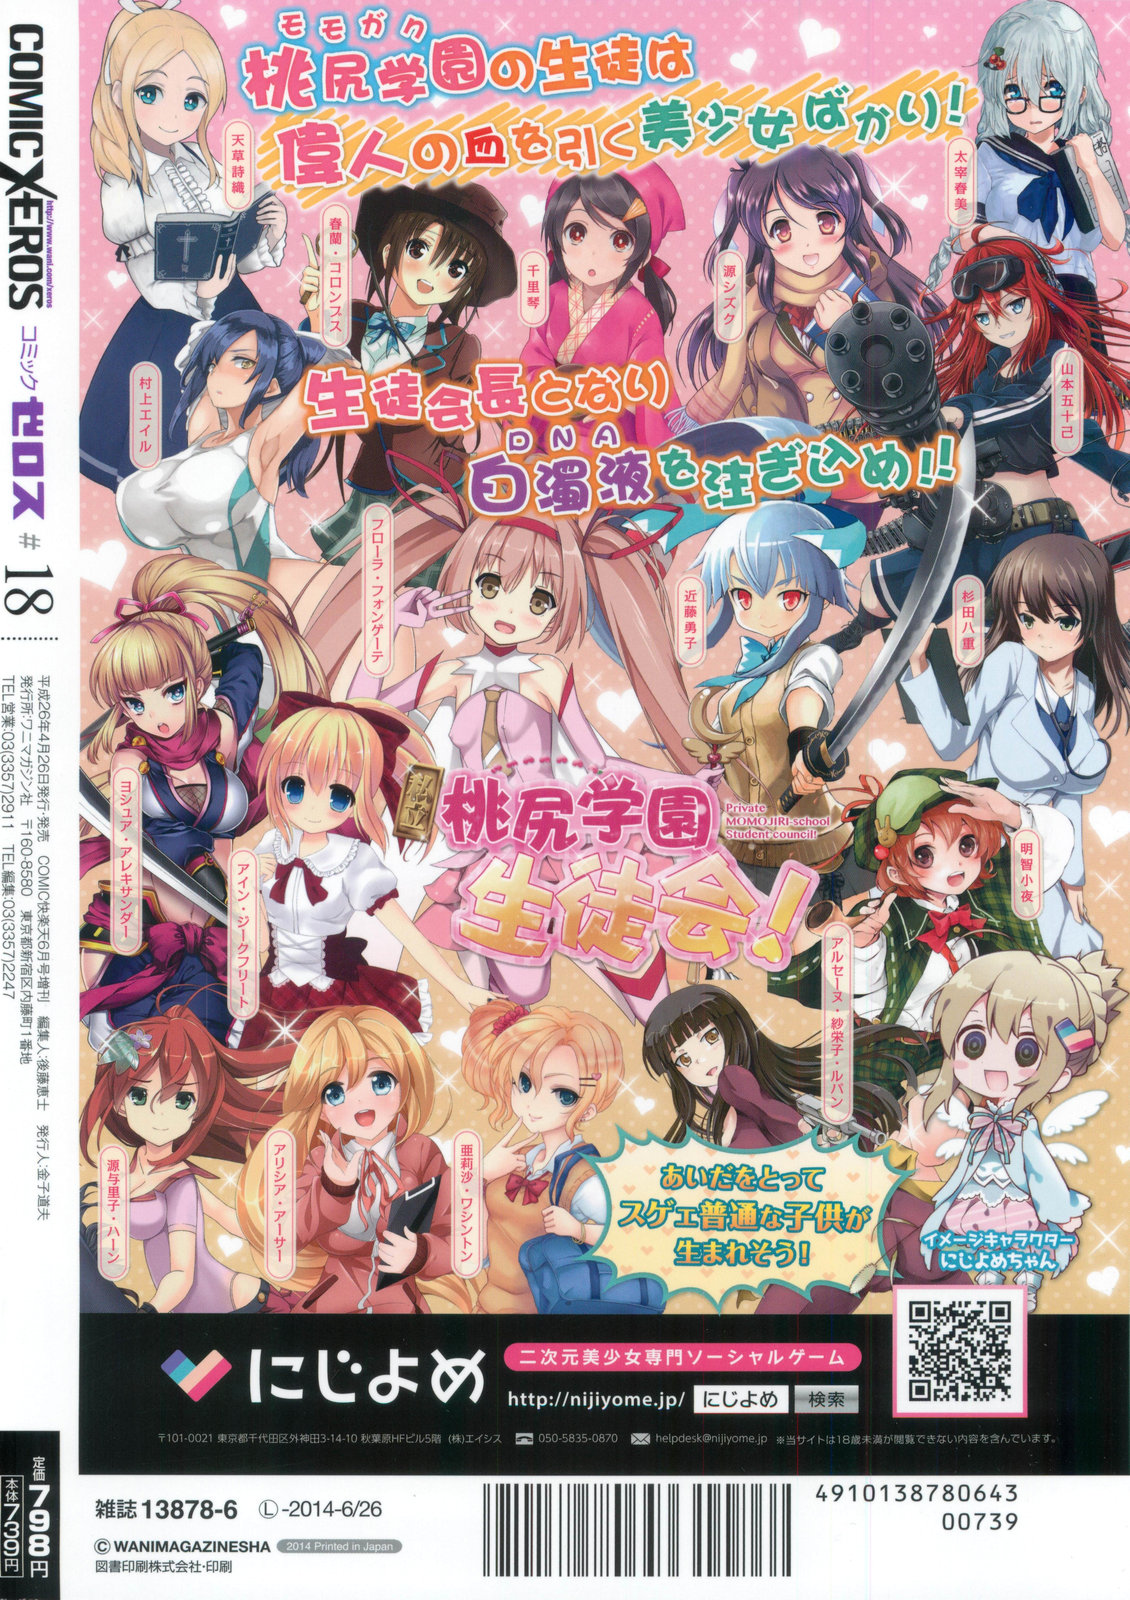 COMIC XEROS
http://www.wani.com/xeros
コミックゼロス #18
平成26年4月26日発行・発売 COMIC快楽天6月号増刊 編集人:後藤恵士 発行人:金子道夫
発行所:ワニマガジン社 〒160-8580 東京都新宿区内藤町1番地
TEL営業:03(3357)2911 TEL編集:03(3357)2247
定価798円
本体739円
モモガク
桃尻学園の生徒は
偉人の血を引く美少女ばかり!
天草詩織
太宰春美
春蘭・コロンブス
千里琴
源シズク
山本五十己
村上エイル
生徒会長となり
DNA
白濁液を注ぎ込め!!
フローラ・フォンゲーテ
近藤勇子
杉田八重
ヨシュア・アレキサンダー
アイン・ジークフリート
私立
桃尻学園
生徒会!
Private
MOMOJIRI-school
Student council!
明智小夜
アルセーヌ・紗栄子・ルパン
源与里子・ハーン
アリシア・アーサー
亜莉沙・ワシントン
あいだをとって
スゲェ普通な子供が
生まれそう!
イメージキャラクター
にじよめちゃん
にじよめ
二次元美少女専門ソーシャルゲーム
http://nijiyome.jp/ にじよめ 検索
〒101-0021 東京都千代田区外神田3-14-10 秋葉原HFビル5階 (株)エイシス 050-5835-0870 helpdesk@nijiyome.jp ※当サイトは18歳未満が閲覧できない内容を含んでいます。
雑誌 13878-6 Ⓛ-2014-6/26
© WANIMAGAZINESHA 2014 Printed in Japan
図書印刷株式会社・印刷
4910138780643
00739